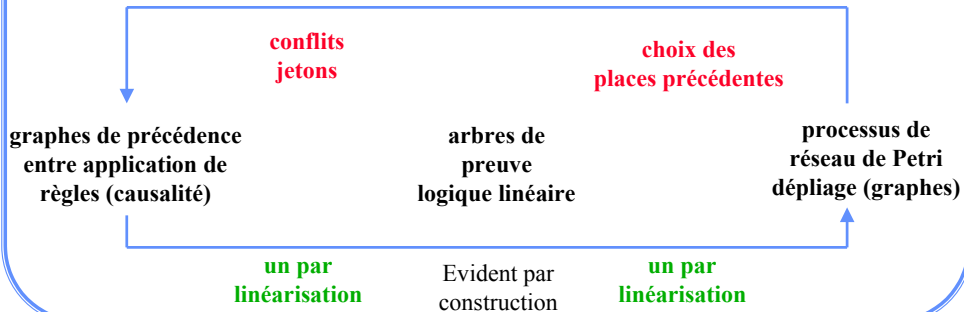 conflits
jetons
choix des
places précédentes
graphes de précédence
entre application de
règles (causalité)
arbres de
preuve
logique linéaire
processus de
réseau de Petri
dépliage (graphes)
un par
linéarisation
Evident par
construction
un par
linéarisation